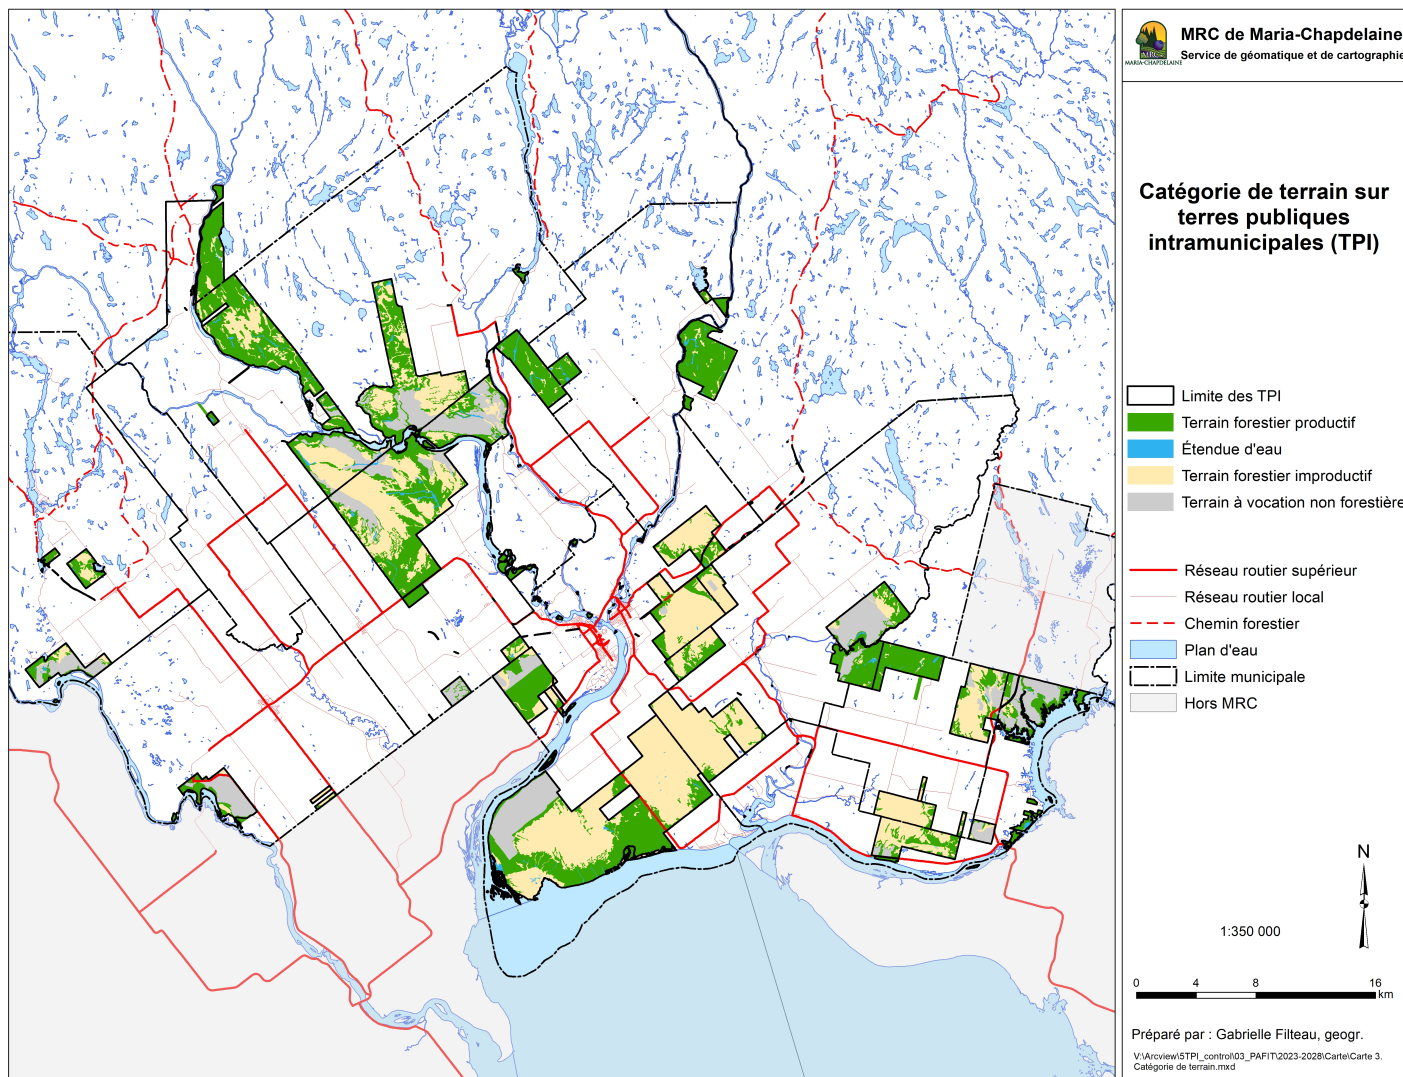 MRC de Maria-Chapdelaine
Service de géomatique et de cartographie
MRC
MARIA-CHAPDELAINE
Catégorie de terrain sur
terres publiques
intramunicipales (TPI)
Limite des TPI
Terrain forestier productif
Étendue d'eau
Terrain forestier improductif
Terrain à vocation non forestière
Réseau routier supérieur
Réseau routier local
Chemin forestier
Plan d'eau
Limite municipale
Hors MRC
N
1:350 000
0 4 8 16
km
Préparé par : Gabrielle Filteau, geogr.
V:\Arcview\5TPI_control\03_PAFIT\2023-2028\Carte\Carte 3.
Catégorie de terrain.mxd